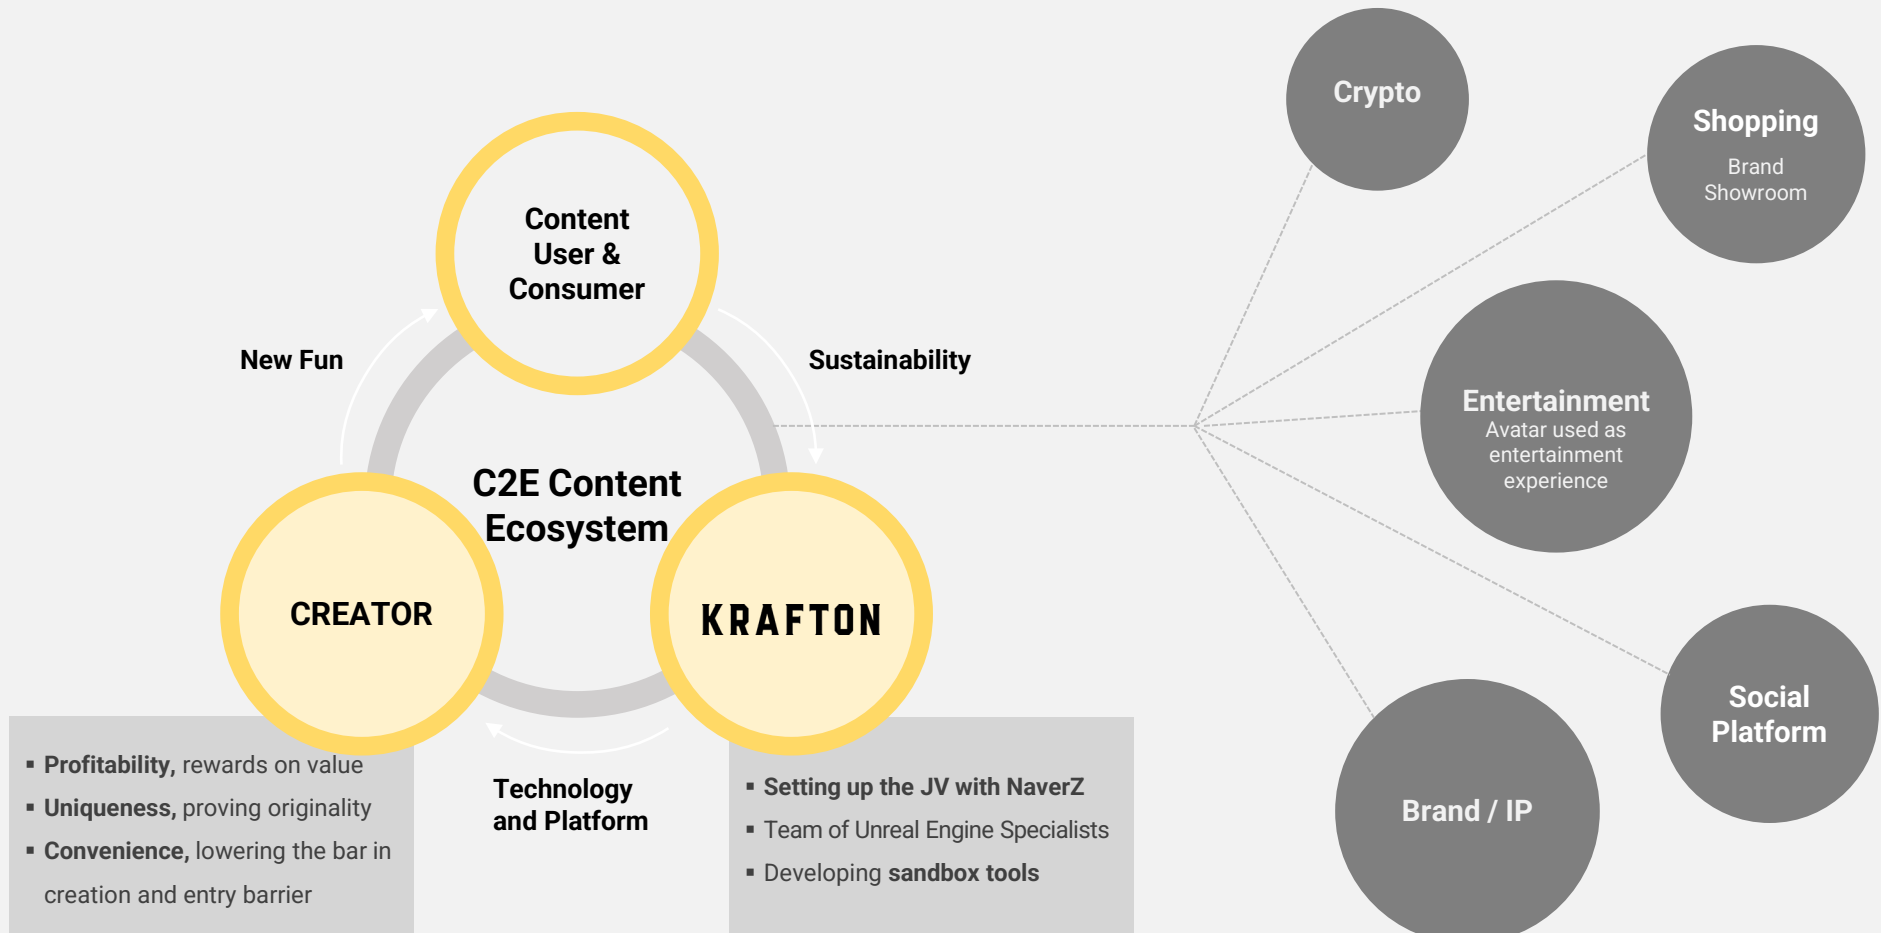 Content
User &
Consumer
New Fun
Sustainability
C2E Content
Ecosystem
CREATOR
KRAFTON
Technology
and Platform
▪ Profitability, rewards on value
▪ Uniqueness, proving originality
▪ Convenience, lowering the bar in
creation and entry barrier
▪ Setting up the JV with NaverZ
▪ Team of Unreal Engine Specialists
▪ Developing sandbox tools
Crypto
Shopping
Brand
Showroom
Entertainment
Avatar used as
entertainment
experience
Social
Platform
Brand / IP